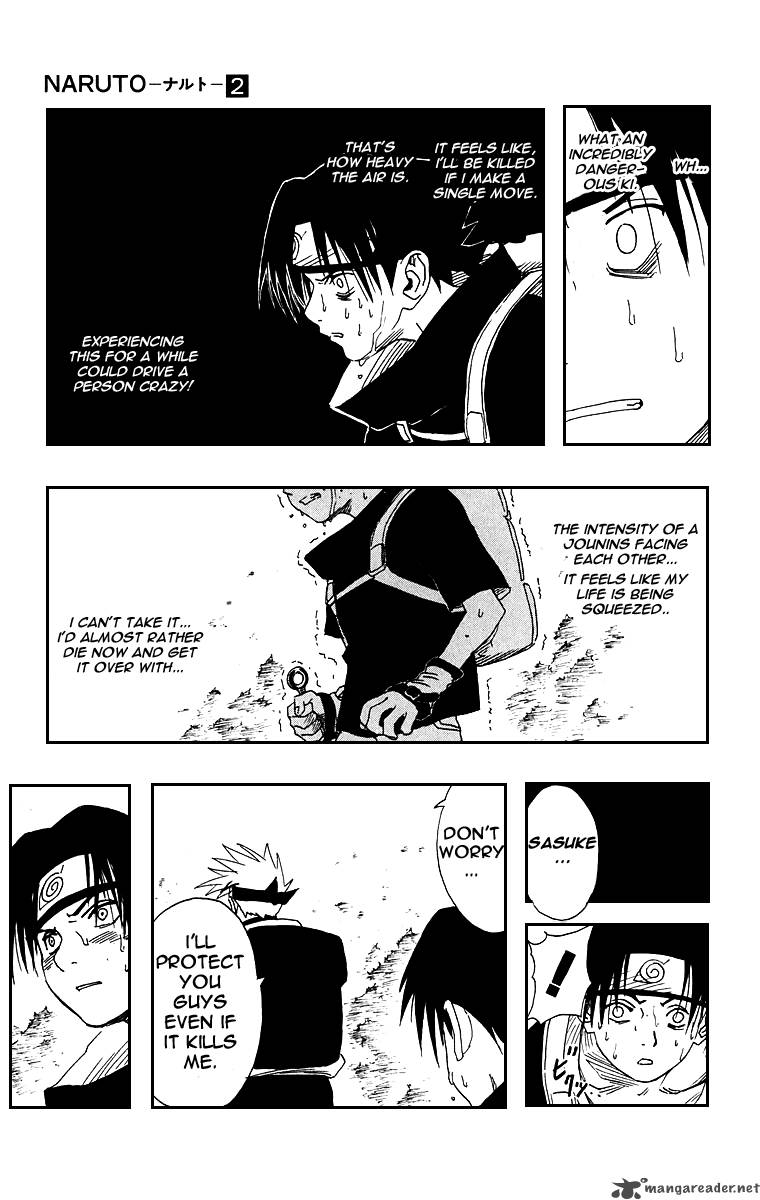 NARUTO—ナルト—2
WH...
WHAT AN
INCREDIBLY
DANGER-
OUS KI.
IT FEELS LIKE,
I'LL BE KILLED
IF I MAKE A
SINGLE MOVE.
THAT'S
HOW HEAVY
THE AIR IS.
EXPERIENCING
THIS FOR A WHILE
COULD DRIVE A
PERSON CRAZY!
THE INTENSITY OF A
JOUNINS FACING
EACH OTHER...
IT FEELS LIKE MY
LIFE IS BEING
SQUEEZED..
I CAN'T TAKE IT...
I'D ALMOST RATHER
DIE NOW AND GET
IT OVER WITH...
SASUKE
...
!
ビクッ
DON'T
WORRY
...
I'LL
PROTECT
YOU
GUYS
EVEN IF
IT KILLS
ME.
mangareader.net